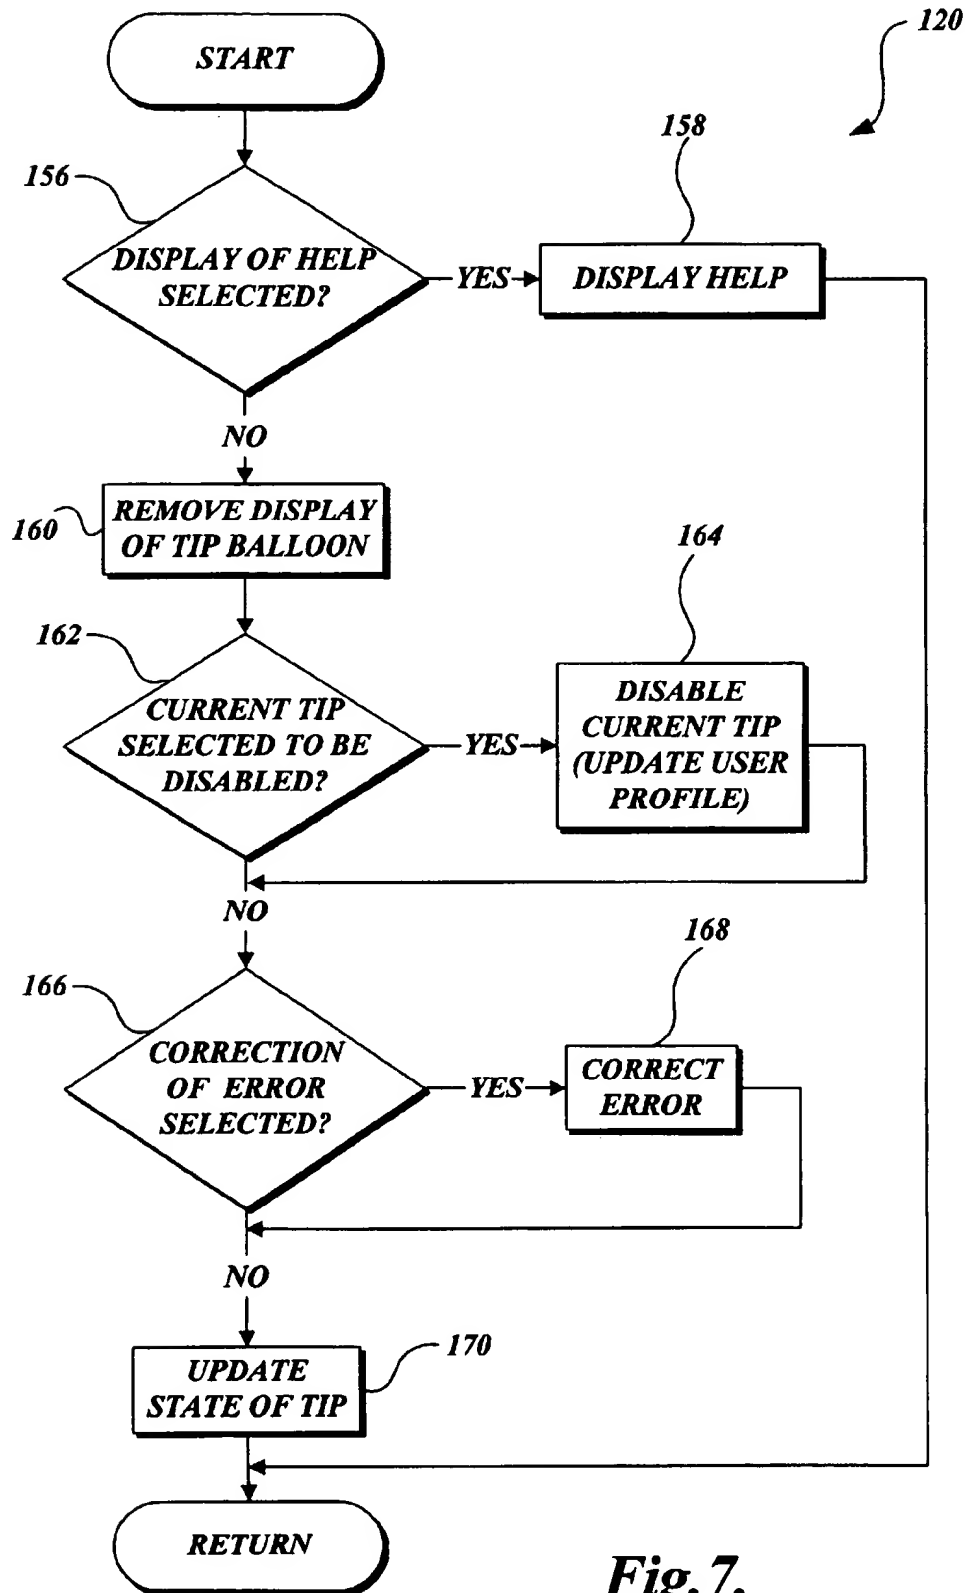 120
START
158
156
DISPLAY OF HELP
SELECTED?
YES
DISPLAY HELP
NO
160
REMOVE DISPLAY
OF TIP BALLOON
164
162
CURRENT TIP
SELECTED TO BE
DISABLED?
YES
DISABLE
CURRENT TIP
(UPDATE USER
PROFILE)
NO
168
166
CORRECTION
OF ERROR
SELECTED?
YES
CORRECT
ERROR
NO
170
UPDATE
STATE OF TIP
RETURN
Fig. 7.